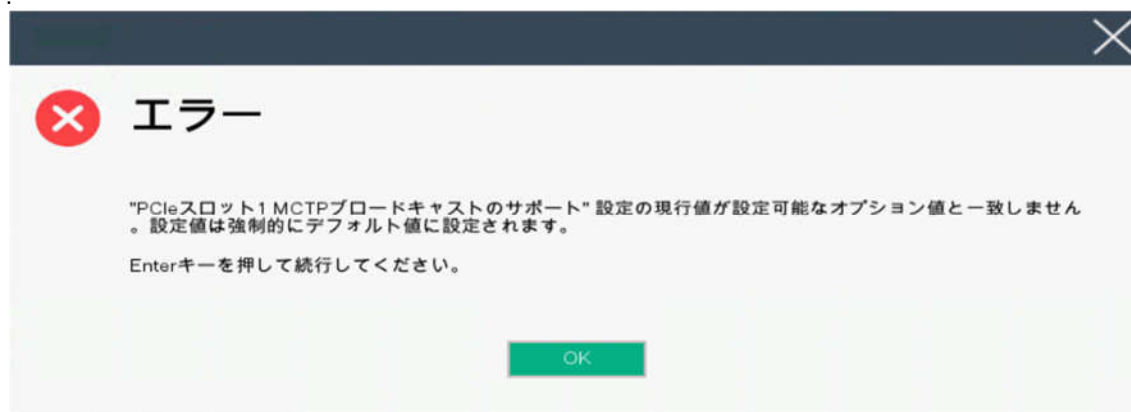 エラー
"PCIeスロット1 MCTPブロードキャストのサポート" 設定の現行値が設定可能なオプション値と一致しません
。設定値は強制的にデフォルト値に設定されます。
Enterキーを押して続行してください。
OK